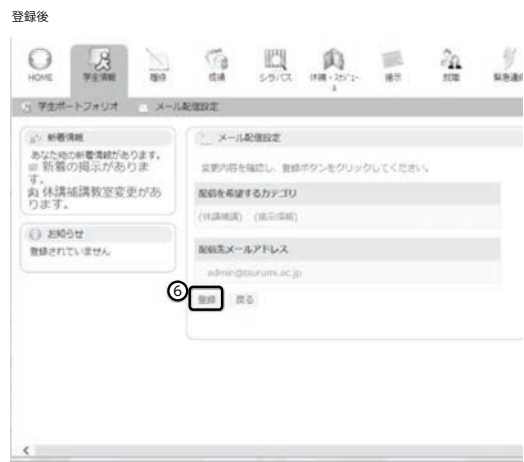 登録後
HOME 学生情報 履修 成績 シラバス 掲示 就職
学生ポートフォリオ メール配信設定
新着情報
あなた宛の新着情報があります。
新着の掲示がありま
す。
休講補講教室変更があ
ります。
お知らせ
登録されていません
メール配信設定
変更内容を確認し、登録ボタンをクリックしてください。
配信を希望するカテゴリ
(休講補講) (掲示情報)
配信先メールアドレス
admin@tsurumi.ac.jp
⑥ 登録 戻る